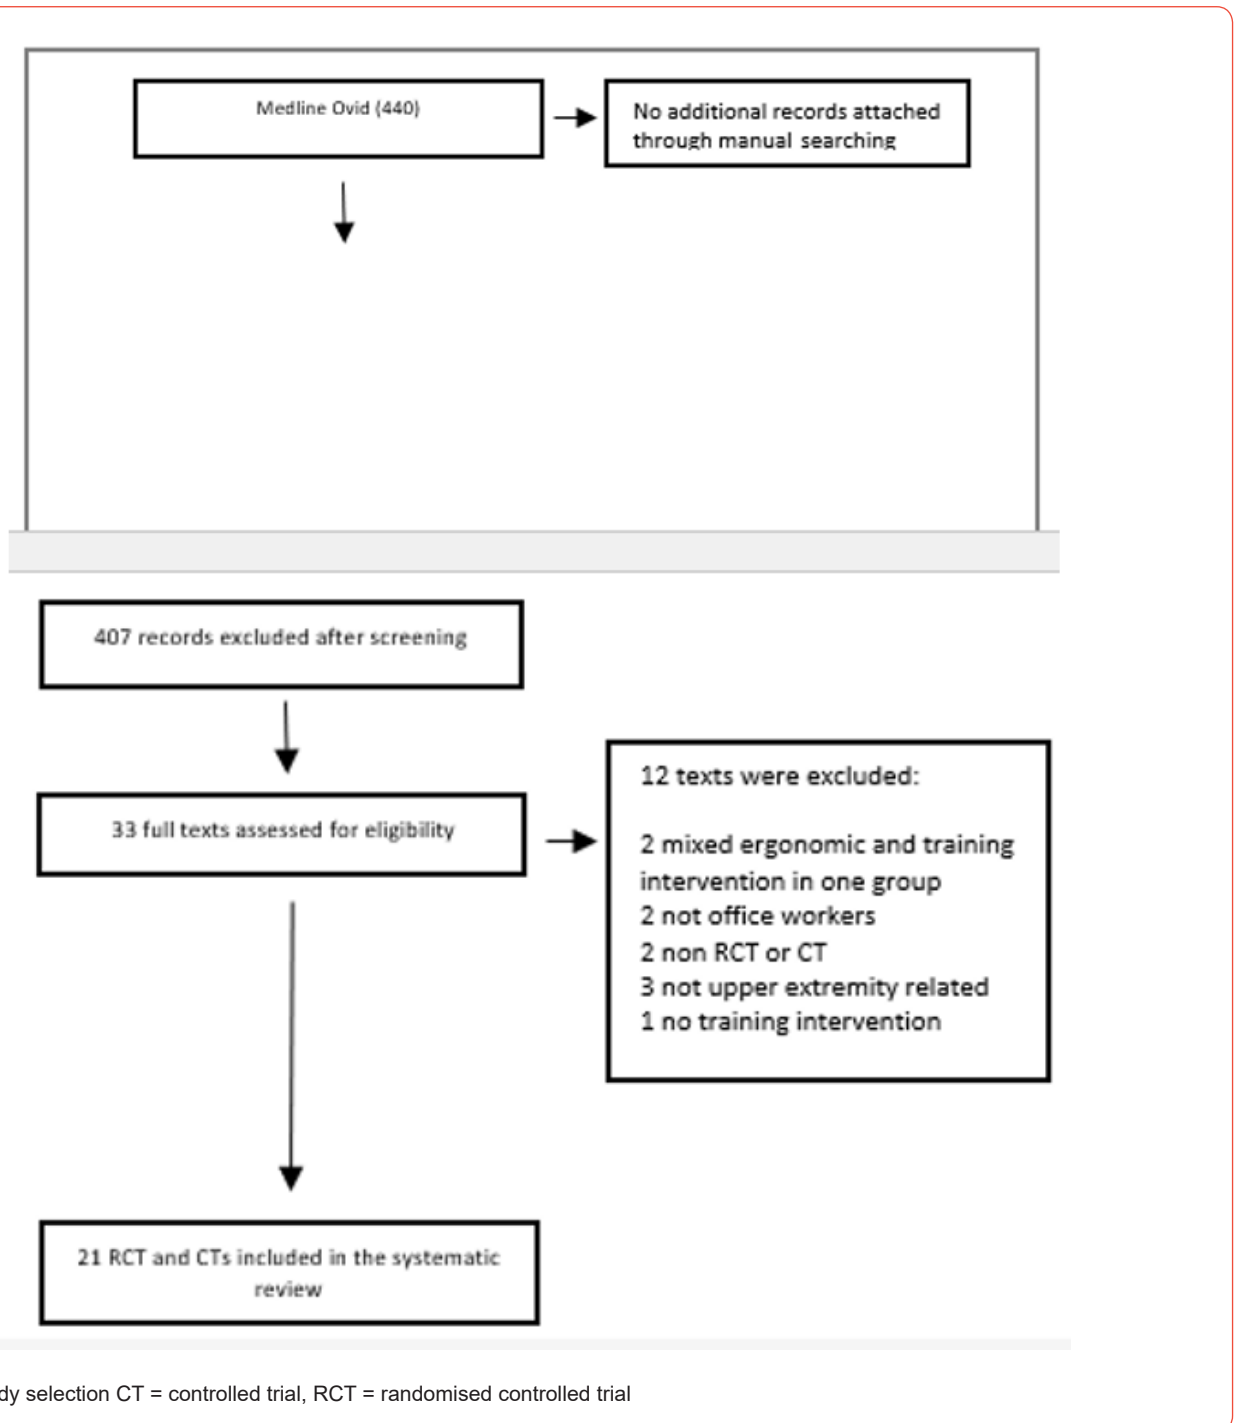 Medline Ovid (440)
No additional records attached
through manual searching
407 records excluded after screening
33 full texts assessed for eligibility
12 texts were excluded:
2 mixed ergonomic and training
intervention in one group
2 not office workers
2 non RCT or CT
3 not upper extremity related
1 no training intervention
21 RCT and CTs included in the systematic
review
dy selection CT = controlled trial, RCT = randomised controlled trial